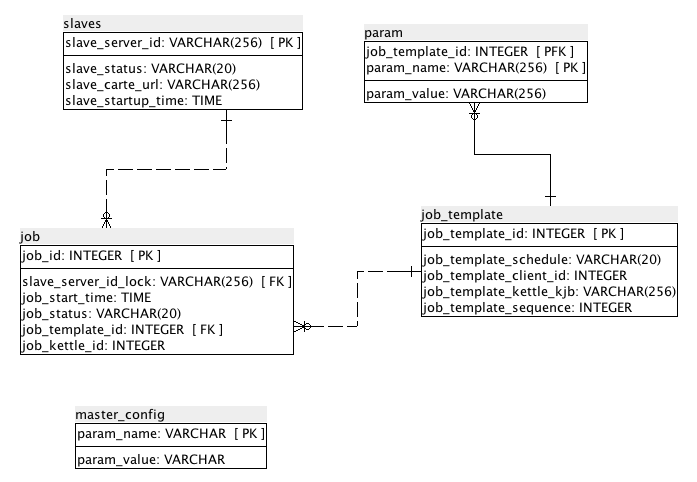 slaves
slave_server_id: VARCHAR(256) [ PK ]
slave_status: VARCHAR(20)
slave_carte_url: VARCHAR(256)
slave_startup_time: TIME
param
job_template_id: INTEGER [ PFK ]
param_name: VARCHAR(256) [ PK ]
param_value: VARCHAR(256)
job
job_id: INTEGER [ PK ]
slave_server_id_lock: VARCHAR(256) [ FK ]
job_start_time: TIME
job_status: VARCHAR(20)
job_template_id: INTEGER [ FK ]
job_kettle_id: INTEGER
job_template
job_template_id: INTEGER [ PK ]
job_template_schedule: VARCHAR(20)
job_template_client_id: INTEGER
job_template_kettle_kjb: VARCHAR(256)
job_template_sequence: INTEGER
master_config
param_name: VARCHAR [ PK ]
param_value: VARCHAR